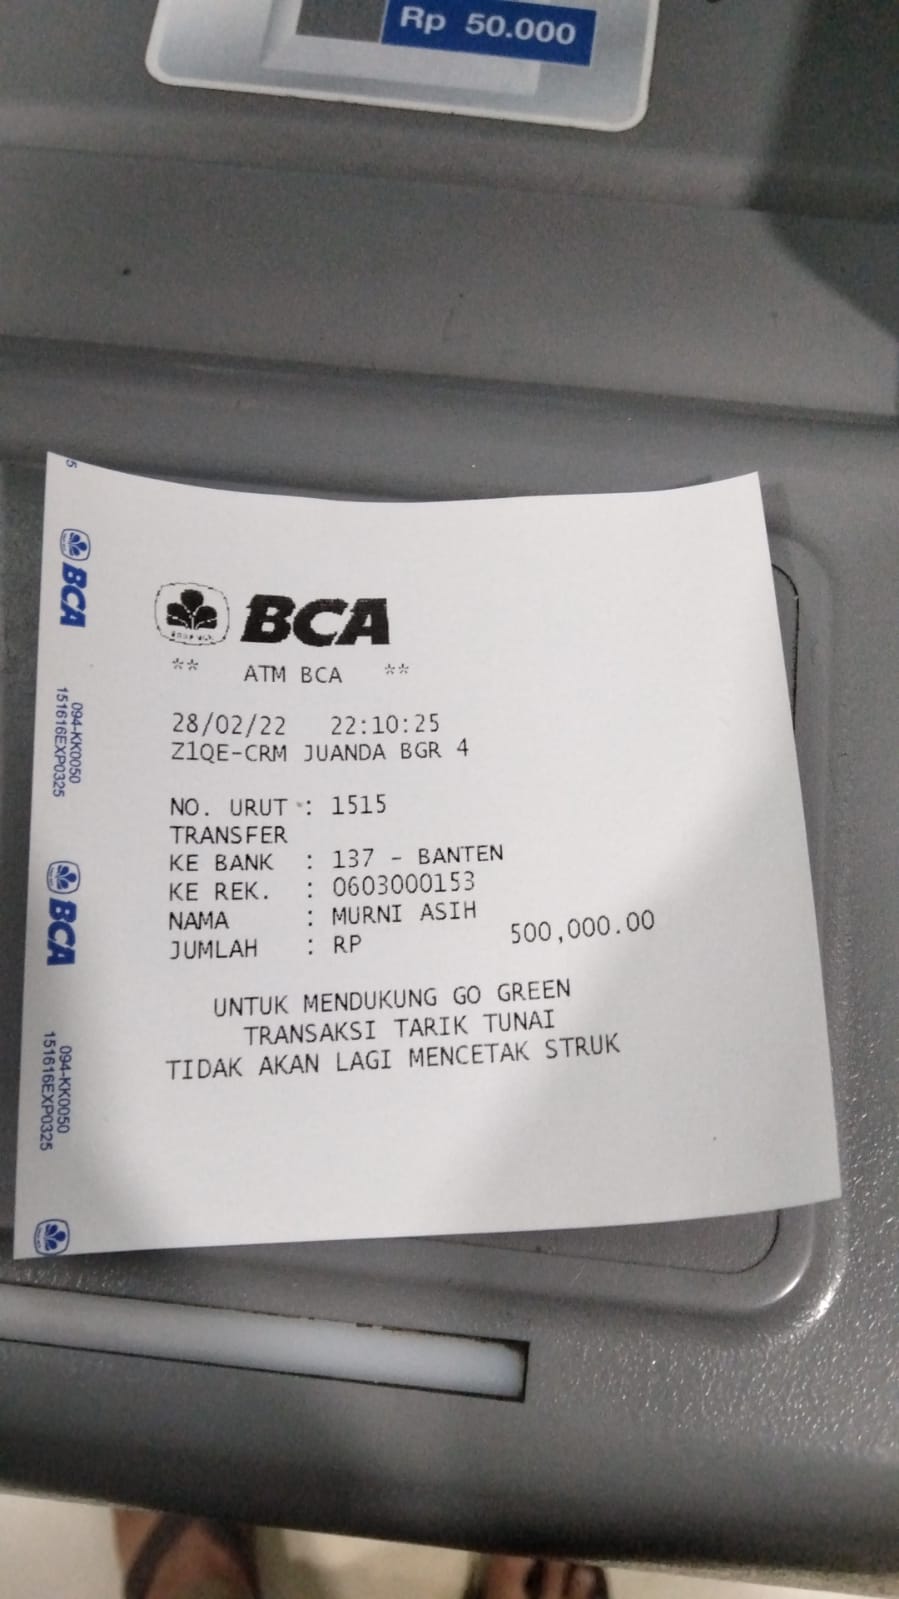 Rp 50.000
BCA
** ATM BCA **
28/02/22 22:10:25
Z1QE-CRM JUANDA BGR 4
NO. URUT : 1515
TRANSFER
KE BANK : 137 - BANTEN
KE REK. : 0603000153
NAMA : MURNI ASIH
JUMLAH : RP 500,000.00
UNTUK MENDUKUNG GO GREEN
TRANSAKSI TARIK TUNAI
TIDAK AKAN LAGI MENCETAK STRUK
5
BCA
094-KK0050
151616EXP0325
BCA
094-KK0050
151616EXP0325